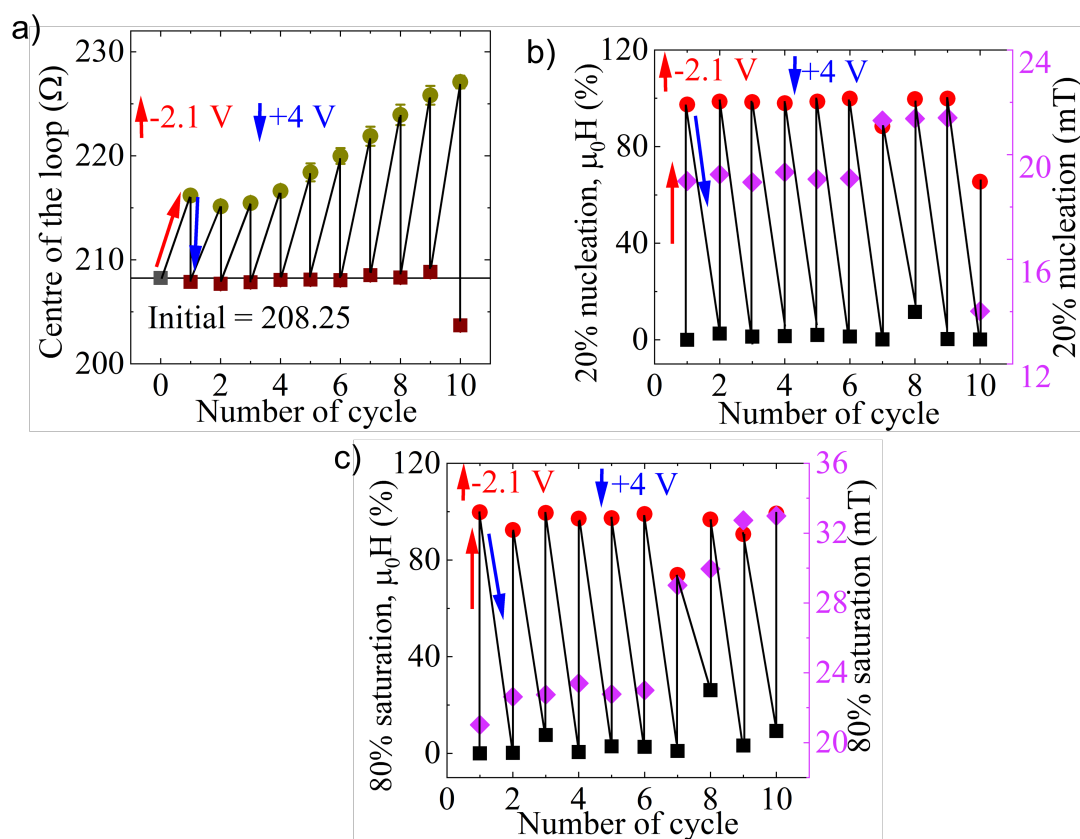 a)
Centre of the loop (Ω)
230
220
210
200
-2.1 V
+4 V
Initial = 208.25
0 2 4 6 8 10
Number of cycle
b)
20% nucleation, μ₀H (%)
120
80
40
0
-2.1 V
+4 V
24
20
16
12
20% nucleation (mT)
0 2 4 6 8 10
Number of cycle
c)
80% saturation, μ₀H (%)
120
80
40
0
-2.1 V
+4 V
36
32
28
24
20
80% saturation (mT)
0 2 4 6 8 10
Number of cycle